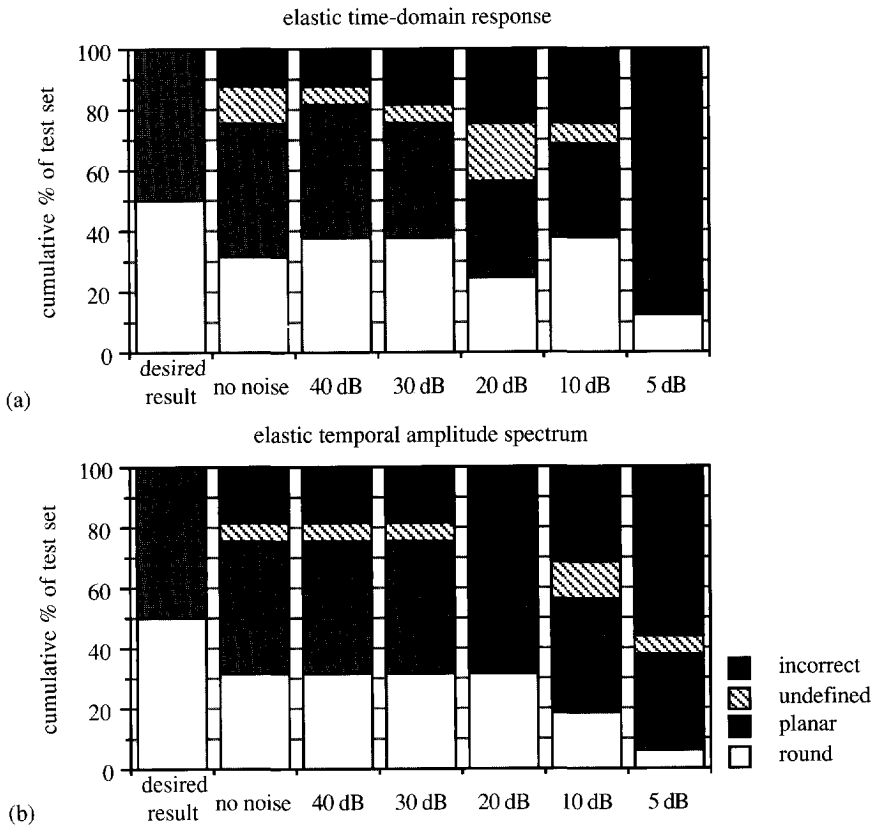 elastic time-domain response
cumulative % of test set
100
80
60
40
20
0
desired result
no noise
40 dB
30 dB
20 dB
10 dB
5 dB
(a)
elastic temporal amplitude spectrum
cumulative % of test set
100
80
60
40
20
0
desired result
no noise
40 dB
30 dB
20 dB
10 dB
5 dB
(b)
incorrect
undefined
planar
round